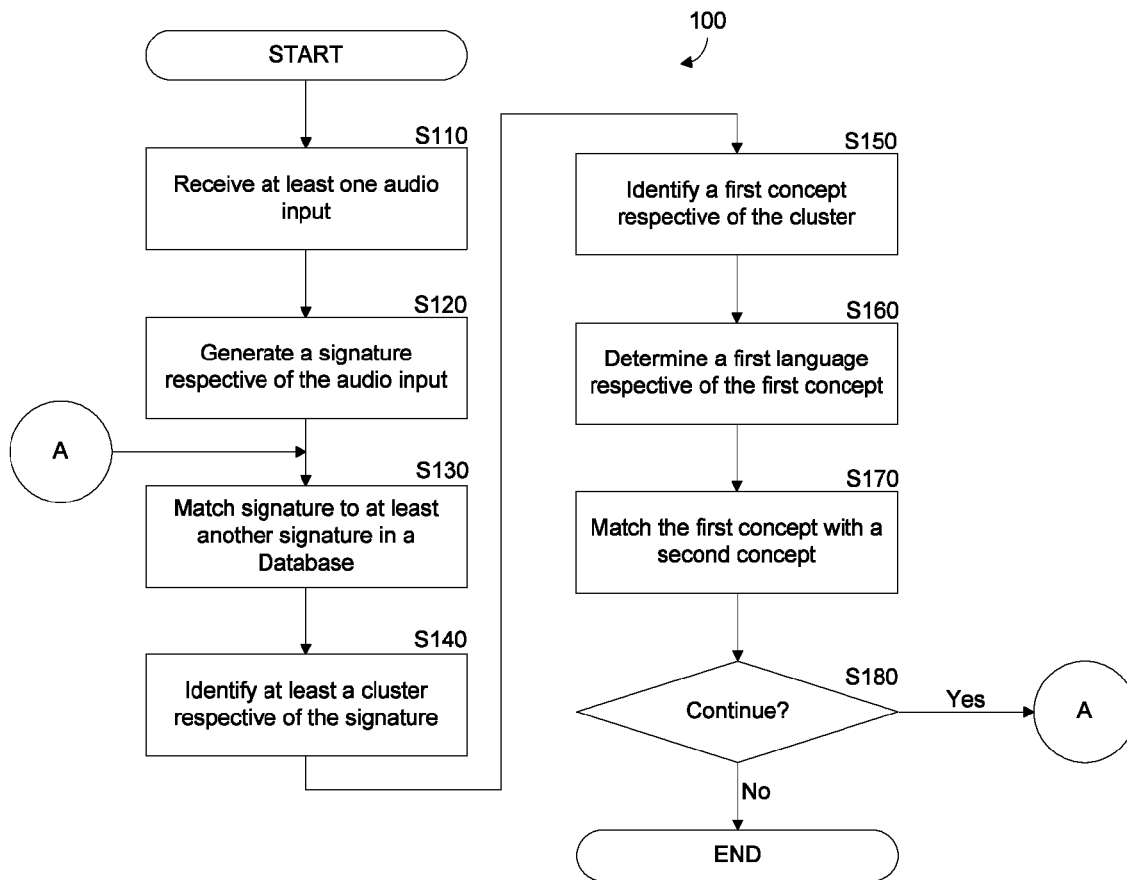 100
START
S110
Receive at least one audio
input
S120
Generate a signature
respective of the audio input
A
S130
Match signature to at least
another signature in a
Database
S140
Identify at least a cluster
respective of the signature
S150
Identify a first concept
respective of the cluster
S160
Determine a first language
respective of the first concept
S170
Match the first concept with a
second concept
S180
Continue?
Yes
A
No
END